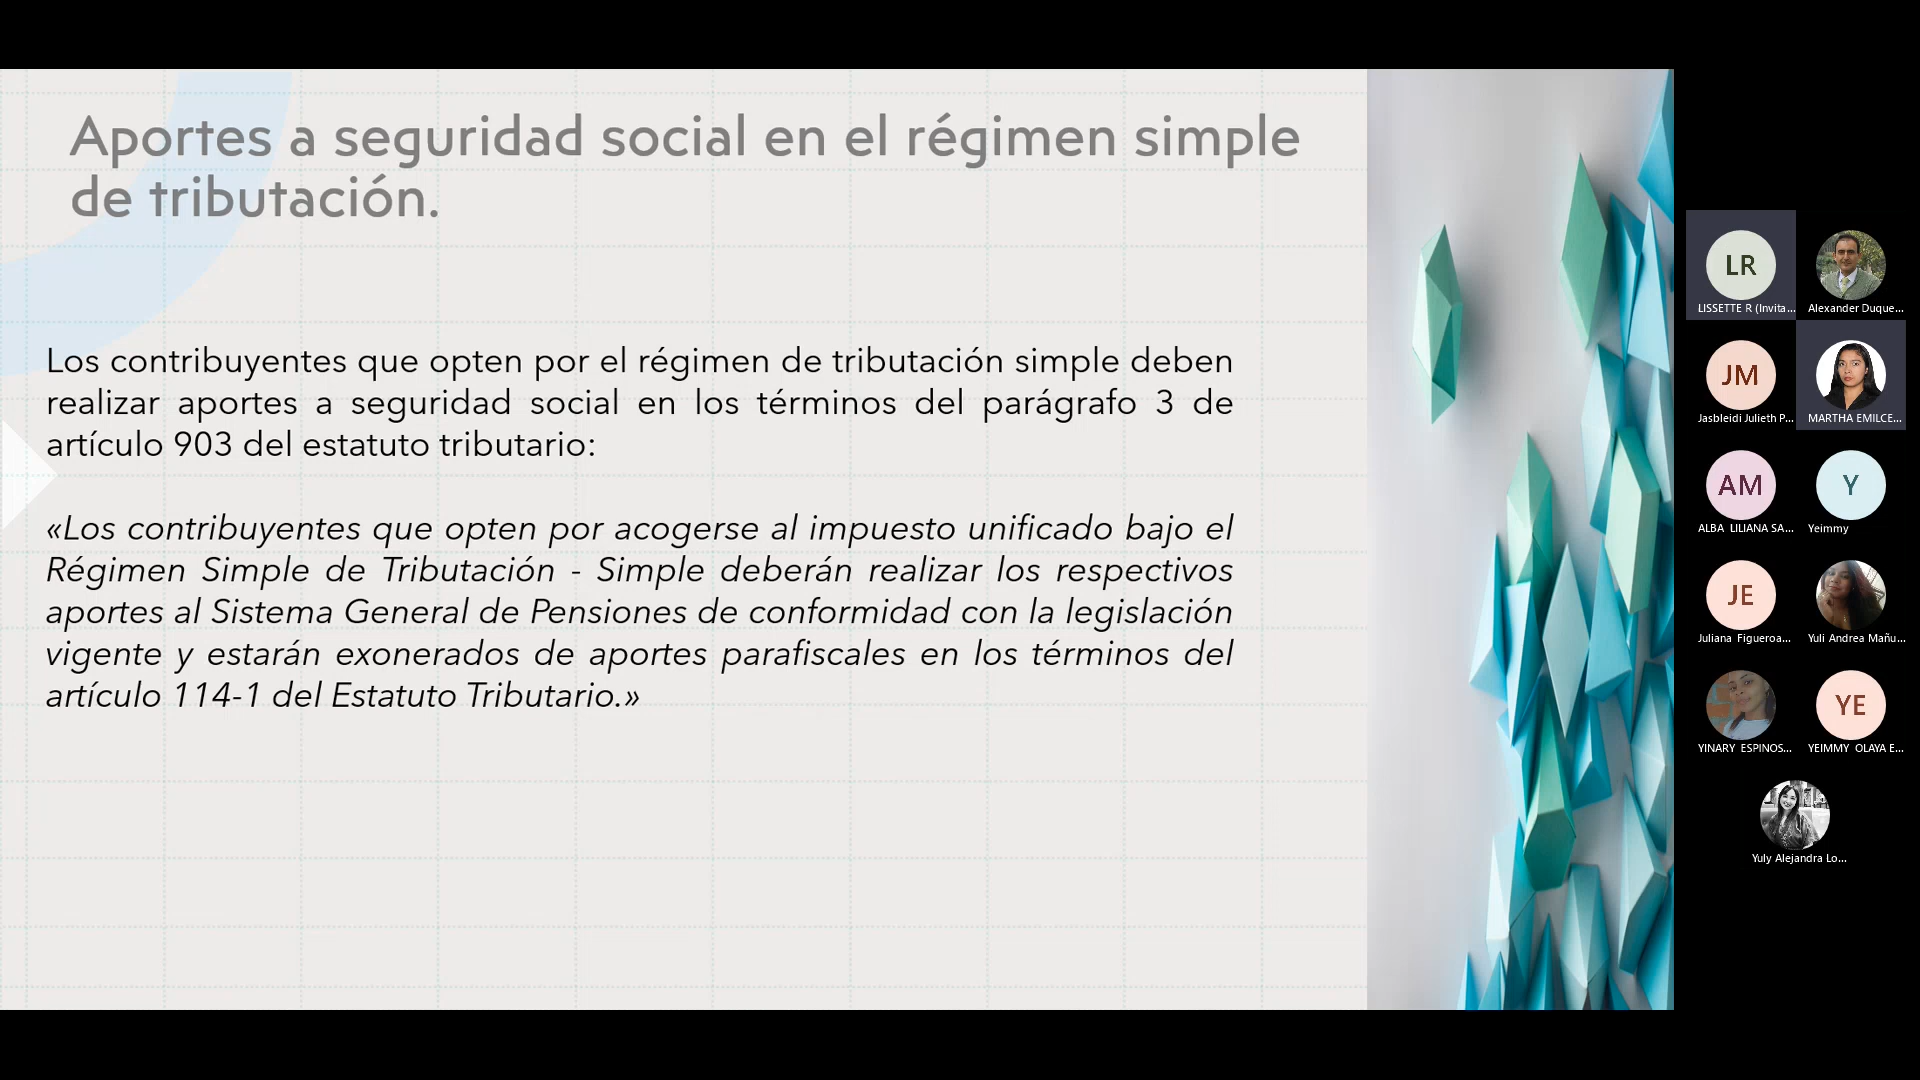 Aportes a seguridad social en el régimen simple
de tributación.
Los contribuyentes que opten por el régimen de tributación simple deben
realizar aportes a seguridad social en los términos del parágrafo 3 de
artículo 903 del estatuto tributario:
«Los contribuyentes que opten por acogerse al impuesto unificado bajo el
Régimen Simple de Tributación - Simple deberán realizar los respectivos
aportes al Sistema General de Pensiones de conformidad con la legislación
vigente y estarán exonerados de aportes parafiscales en los términos del
artículo 114-1 del Estatuto Tributario.»
LR
LISSETTE R (Invita...
Alexander Duque...
JM
Jasbleidi Julieth P...
MARTHA EMILCE...
AM
ALBA LILIANA SA...
Y
Yeimmy
JE
Juliana Figueroa...
Yuli Andrea Mañu...
YINARY ESPINOS...
YE
YEIMMY OLAYA E...
Yuly Alejandra Lo...